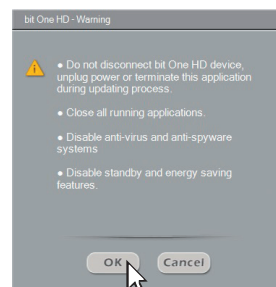 bit One HD - Warning
● Do not disconnect bit One HD device,
unplug power or terminate this application
during updating process.
● Close all running applications.
● Disable anti-virus and anti-spyware
systems
● Disable standby and energy saving
features.
OK Cancel